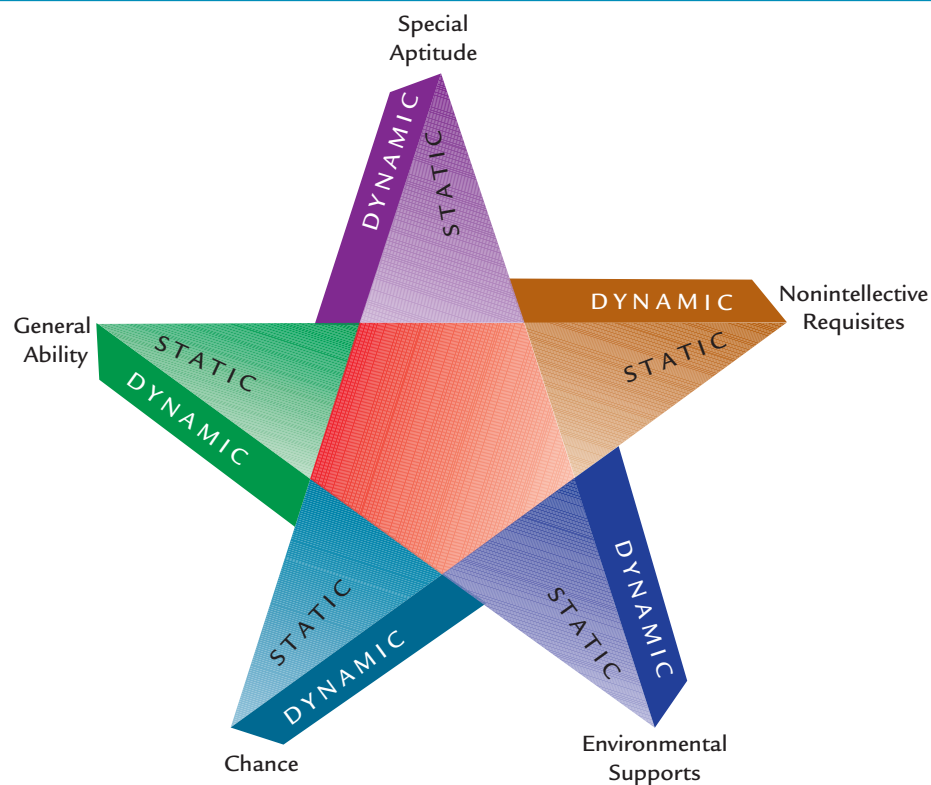 Special
Aptitude
DYNAMIC
STATIC
DYNAMIC
Nonintellective
Requisites
STATIC
General
Ability
STATIC
DYNAMIC
STATIC
DYNAMIC
Chance
STATIC
DYNAMIC
Environmental
Supports